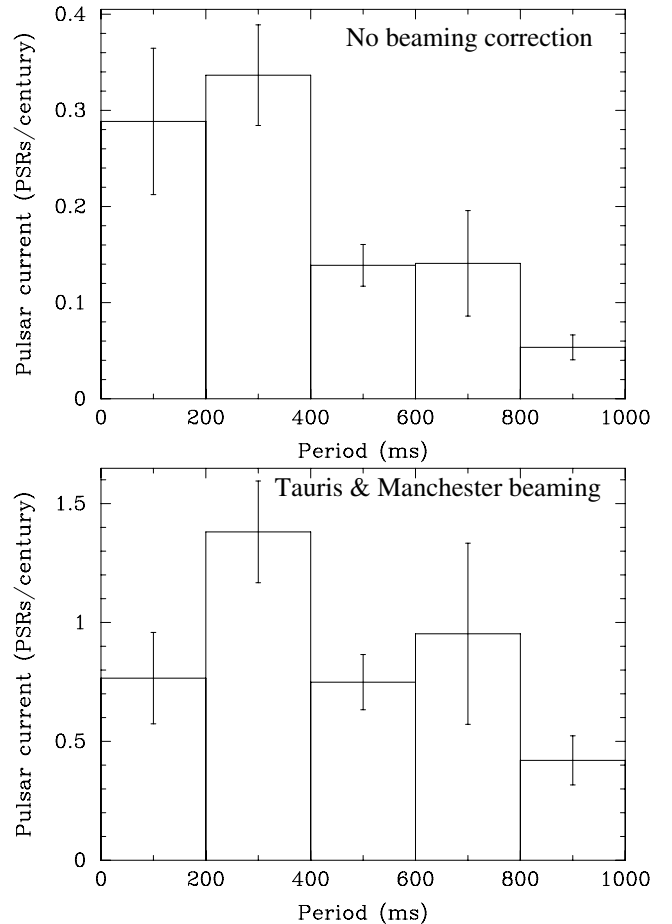 No beaming correction
Pulsar current (PSRs/century)
0.4
0.3
0.2
0.1
0
0 200 400 600 800 1000
Period (ms)
Tauris & Manchester beaming
Pulsar current (PSRs/century)
1.5
1
0.5
0
0 200 400 600 800 1000
Period (ms)